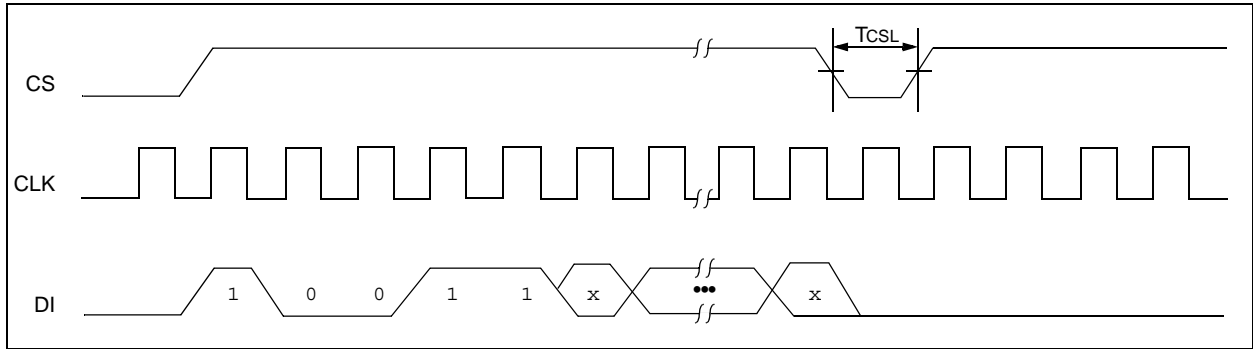 TCSL
CS
CLK
DI
1 0 0 1 1 x ••• x